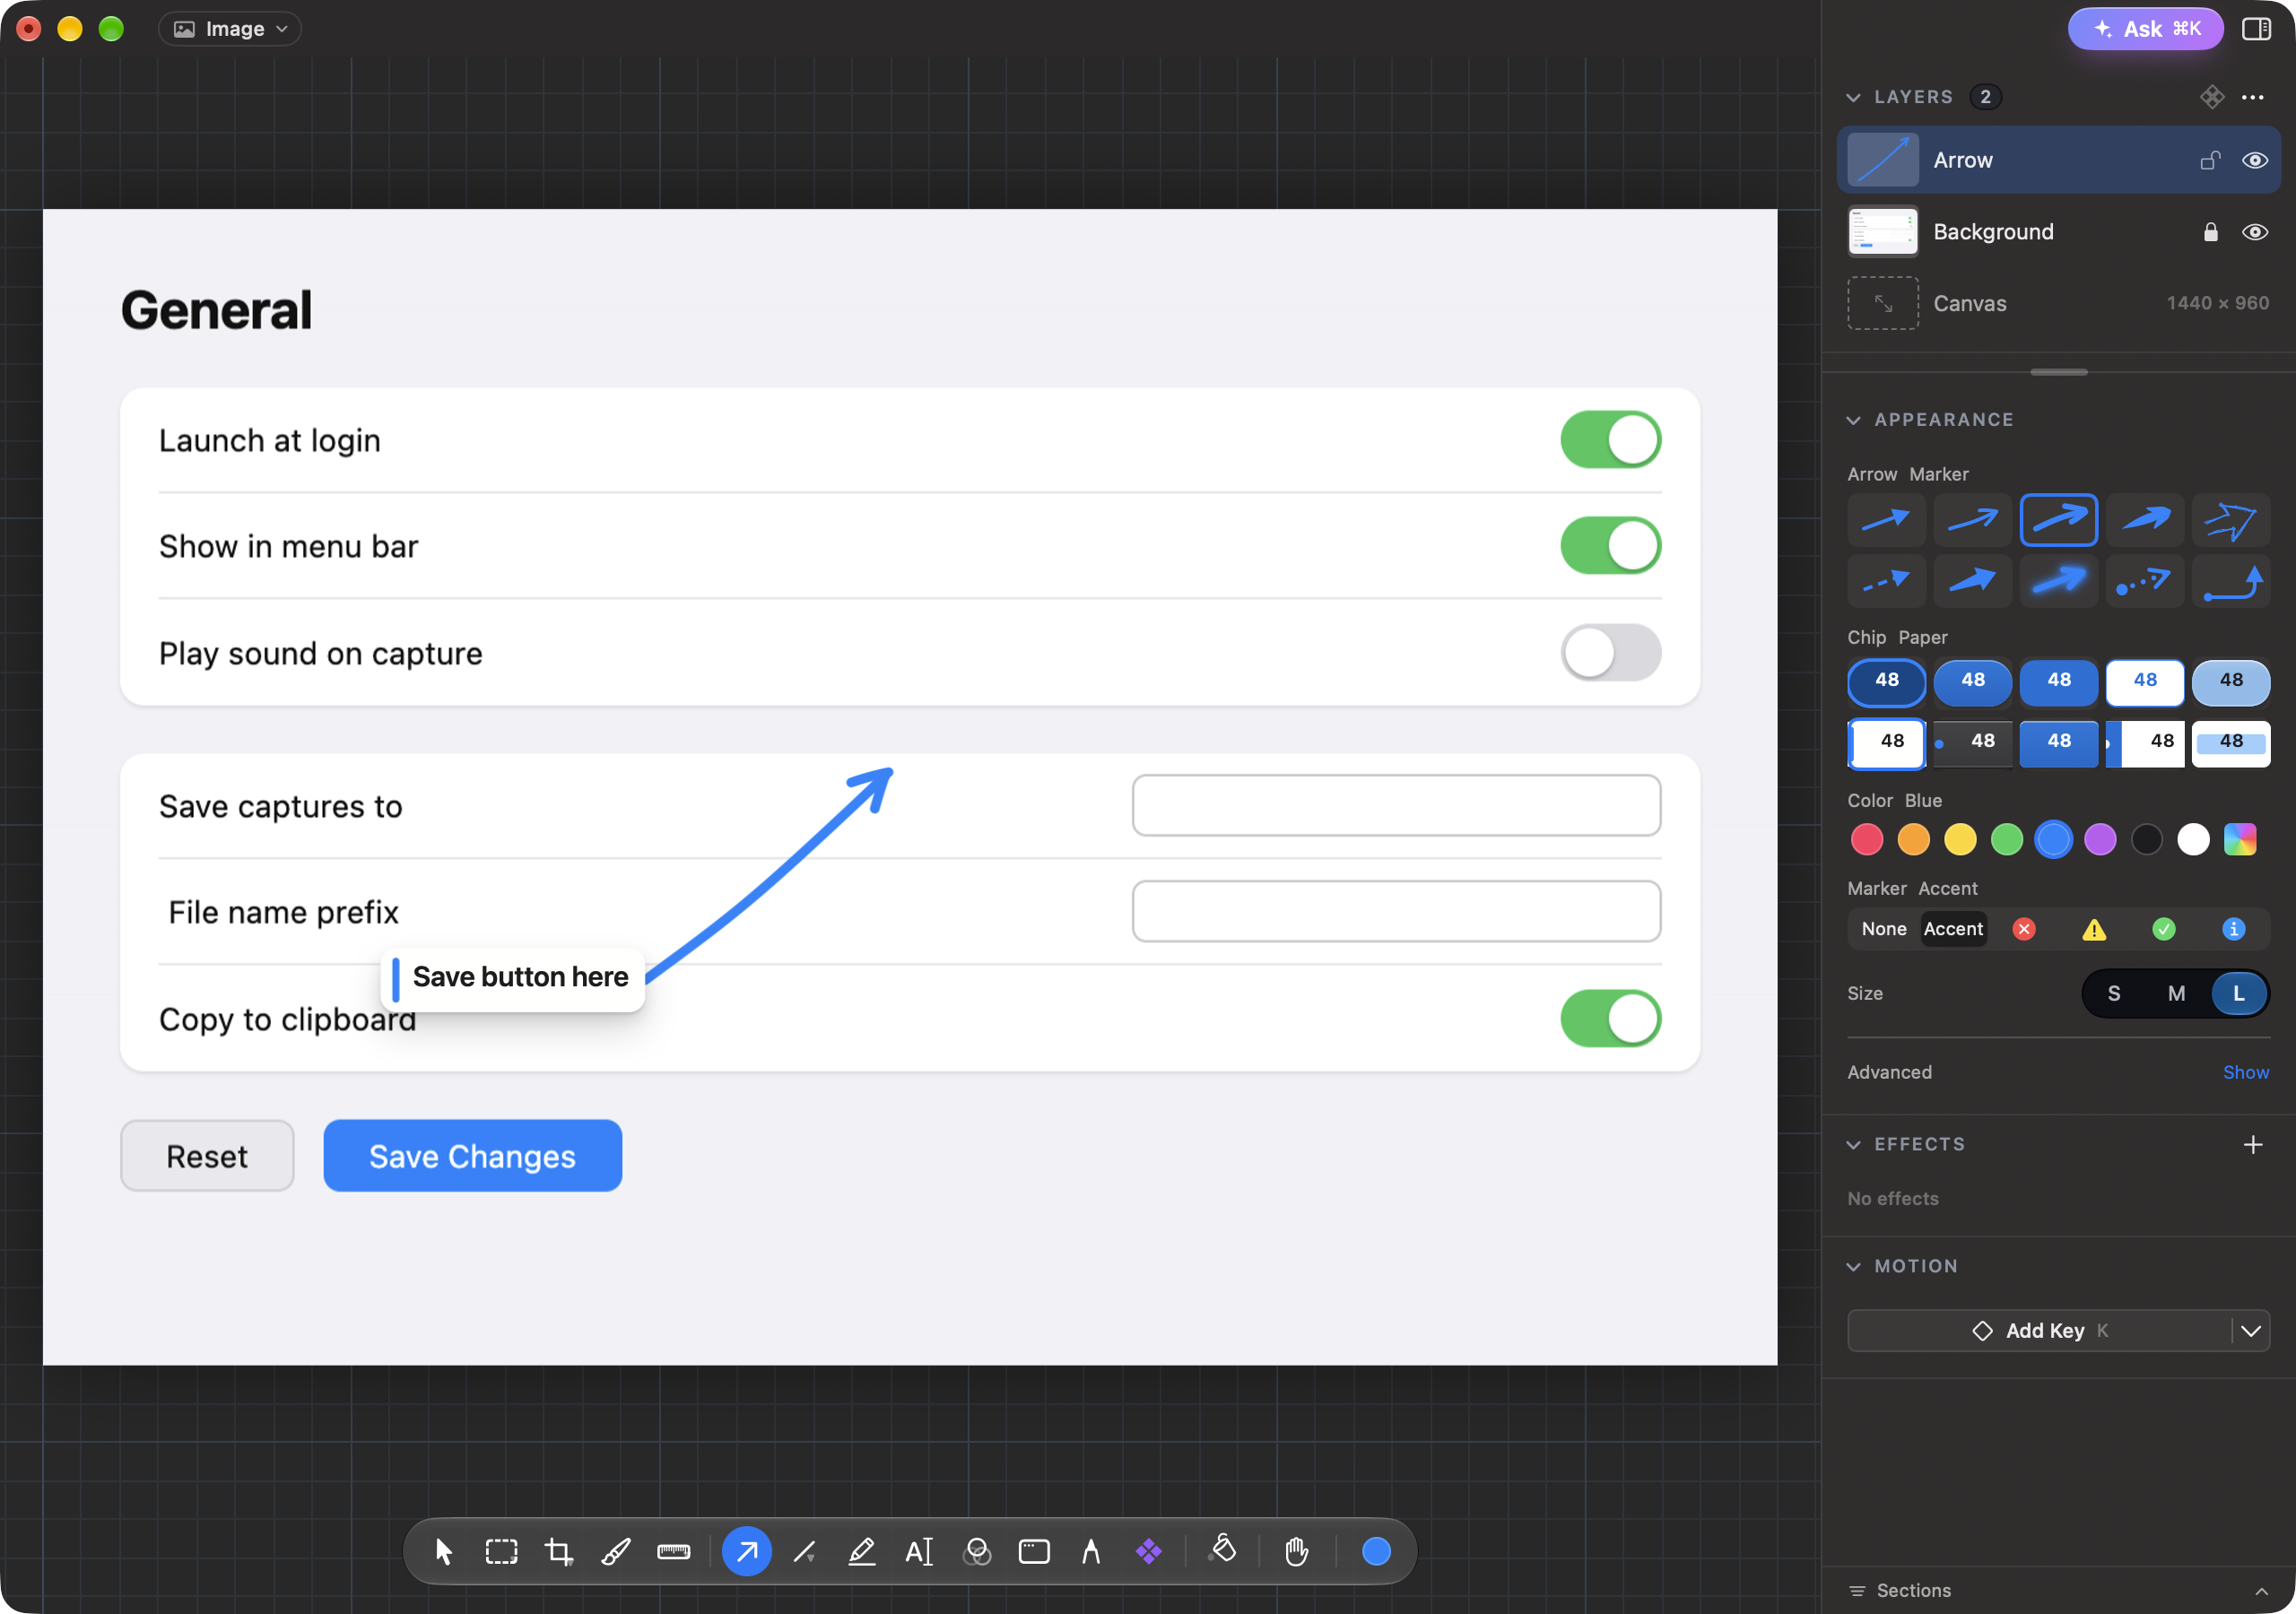 Image
Ask ⌘K
LAYERS 2
Arrow
Background
Canvas 1440 × 960
General
Launch at login
Show in menu bar
Play sound on capture
Save captures to
File name prefix
Save button here
Copy to clipboard
Reset
Save Changes
APPEARANCE
Arrow Marker
Chip Paper
48 48 48 48 48
48 48 48 48 48
Color Blue
Marker Accent
None Accent
Size S M L
Advanced Show
EFFECTS
No effects
MOTION
Add Key K
Sections